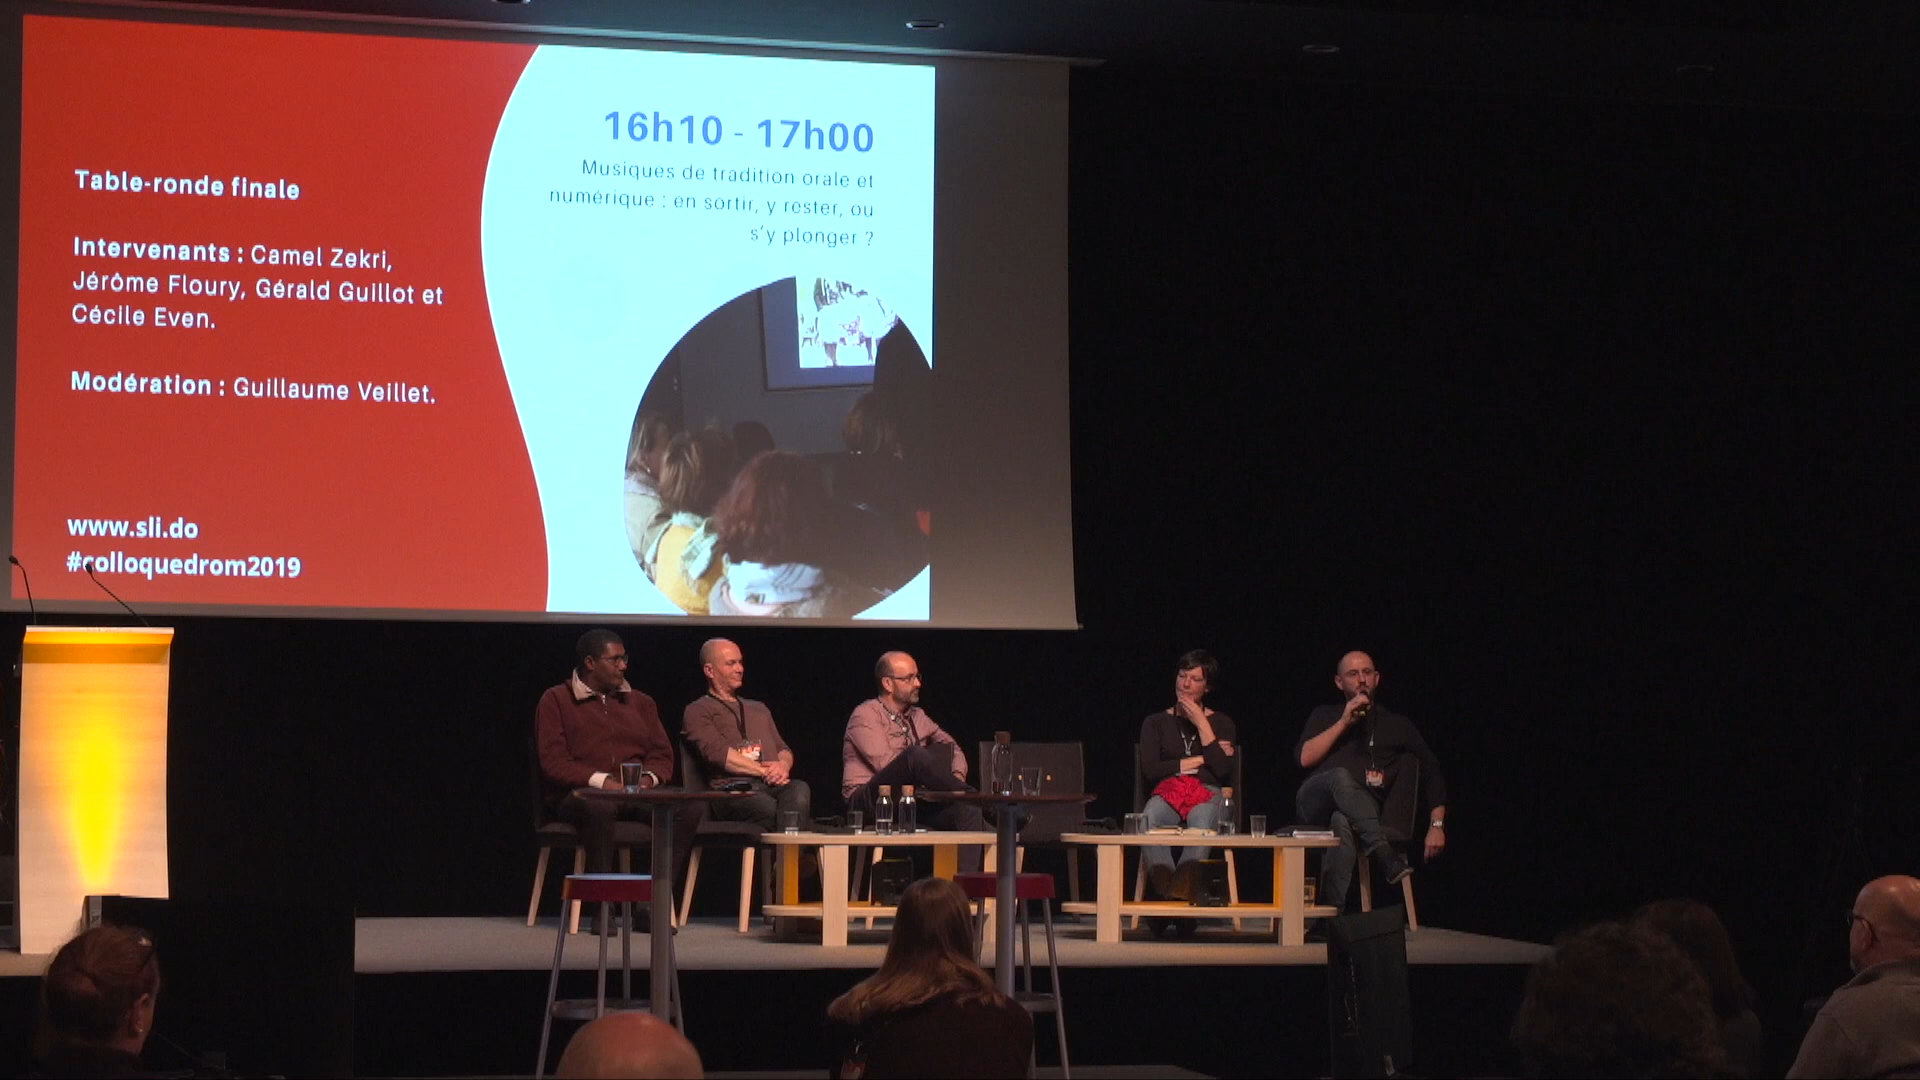 Table-ronde finale
Intervenants : Camel Zekri,
Jérôme Floury, Gérald Guillot et
Cécile Even.
Modération : Guillaume Veillet.
www.sli.do
#colloquedrom2019
16h10 - 17h00
Musiques de tradition orale et
numérique : en sortir, y rester, ou
s'y plonger ?